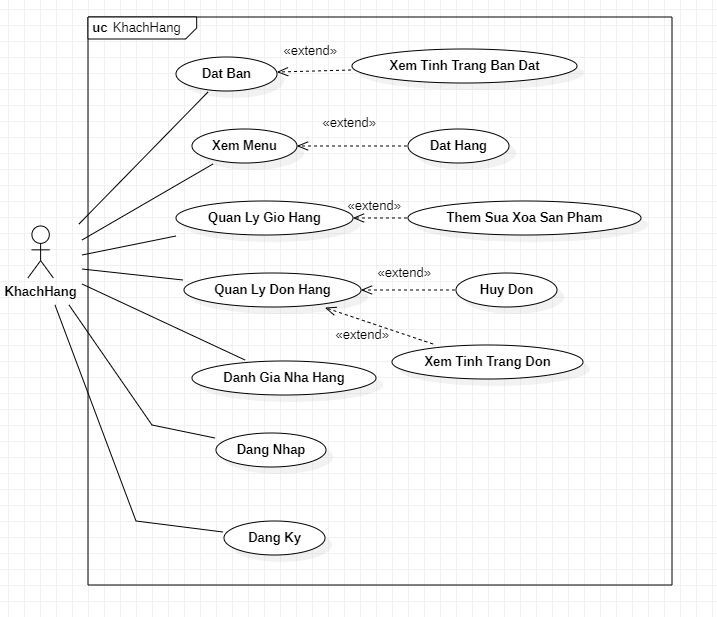 uc KhachHang
«extend»
Dat Ban
Xem Tinh Trang Ban Dat
«extend»
Xem Menu
Dat Hang
«extend»
Quan Ly Gio Hang
Them Sua Xoa San Pham
KhachHang
«extend»
Quan Ly Don Hang
Huy Don
«extend»
Xem Tinh Trang Don
Danh Gia Nha Hang
Dang Nhap
Dang Ky